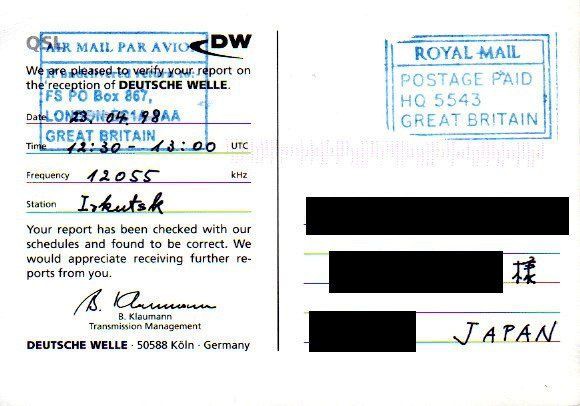 QSL
DW
AIR MAIL PAR AVION
We are pleased to verify your report on
the reception of DEUTSCHE WELLE.
FS PO Box 867,
LONDON
GREAT BRITAIN
Date 23. 04. 98
Time 12:30 - 13:00 UTC
Frequency 12055 kHz
Station Irkutsk
Your report has been checked with our
schedules and found to be correct. We
would appreciate receiving further re-
ports from you.
B. Klaumann
B. Klaumann
Transmission Management
DEUTSCHE WELLE · 50588 Köln · Germany
ROYAL MAIL
POSTAGE PAID
HQ 5543
GREAT BRITAIN
様
JAPAN